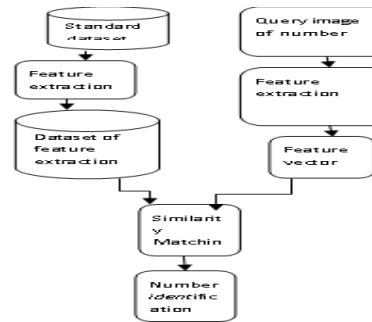 Standard
dataset
Feature
extraction
Dataset of
feature
extraction
Query image
of number
Feature
extraction
Feature
vector
Similarit
y
Matchin
Number
identific
ation